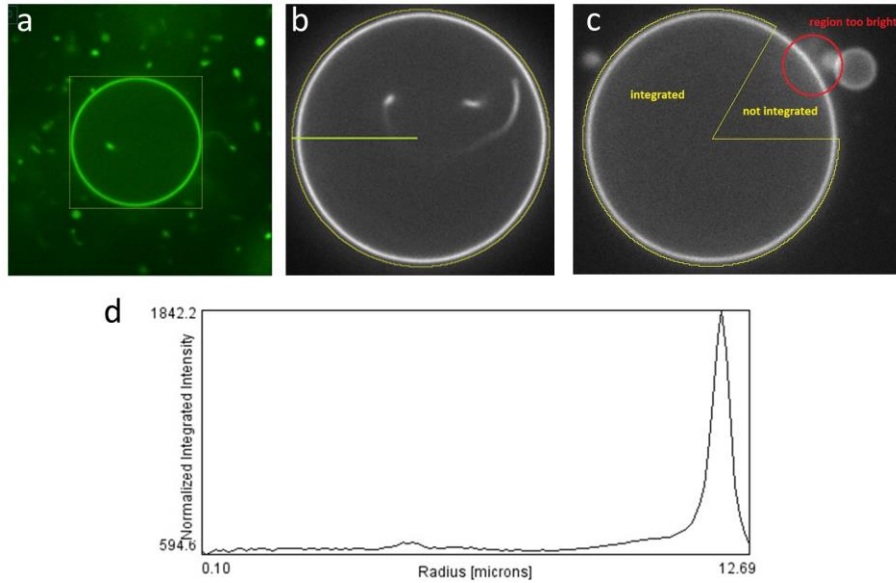 a
b
c
region too bright
integrated
not integrated
d
1842.2
Normalized Integrated Intensity
594.6
0.10
Radius [microns]
12.69